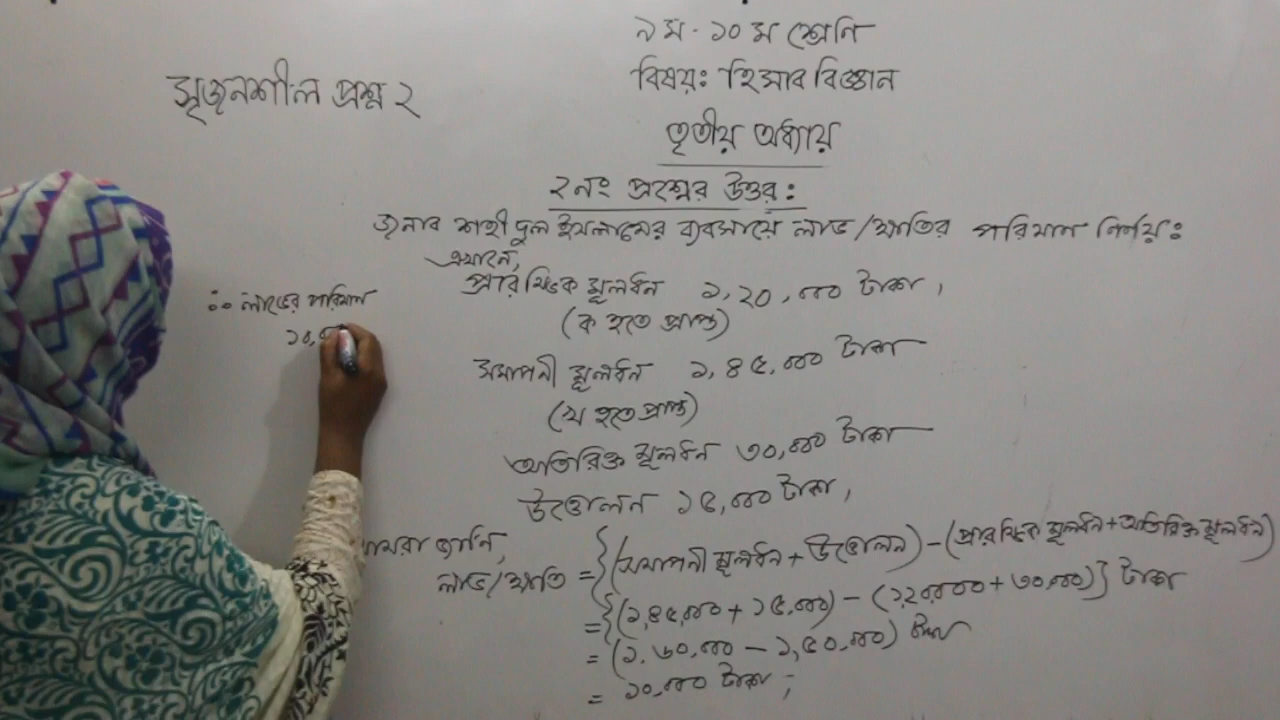 সৃজনশীল প্রশ্ন ২
৯ম - ১০ম শ্রেণি
বিষয়ঃ হিসাব বিজ্ঞান
তৃতীয় অধ্যায়
২নং প্রশ্নের উত্তর :
জনাব শহীদুল ইসলামের ব্যবসায়ে লাভ/ক্ষতির পরিমাণ নির্ণয় :
এখানে,
প্রারম্ভিক মূলধন ১,২০,০০০ টাকা,
(ক হতে প্রাপ্ত)
সমাপনী মূলধন ১,৪৫,০০০ টাকা
(খ হতে প্রাপ্ত)
অতিরিক্ত মূলধন ৩০,০০০ টাকা
উত্তোলন ১৫,০০০ টাকা,
আমরা জানি,
লাভ/ক্ষতি = {(সমাপনী মূলধন + উত্তোলন) - (প্রারম্ভিক মূলধন + অতিরিক্ত মূলধন)
= {(১,৪৫,০০০ + ১৫,০০০) - (১,২০,০০০ + ৩০,০০০)} টাকা
= (১,৬০,০০০ - ১,৫০,০০০) টাকা
= ১০,০০০ টাকা ;
∴ লাভের পরিমাণ
১০,০